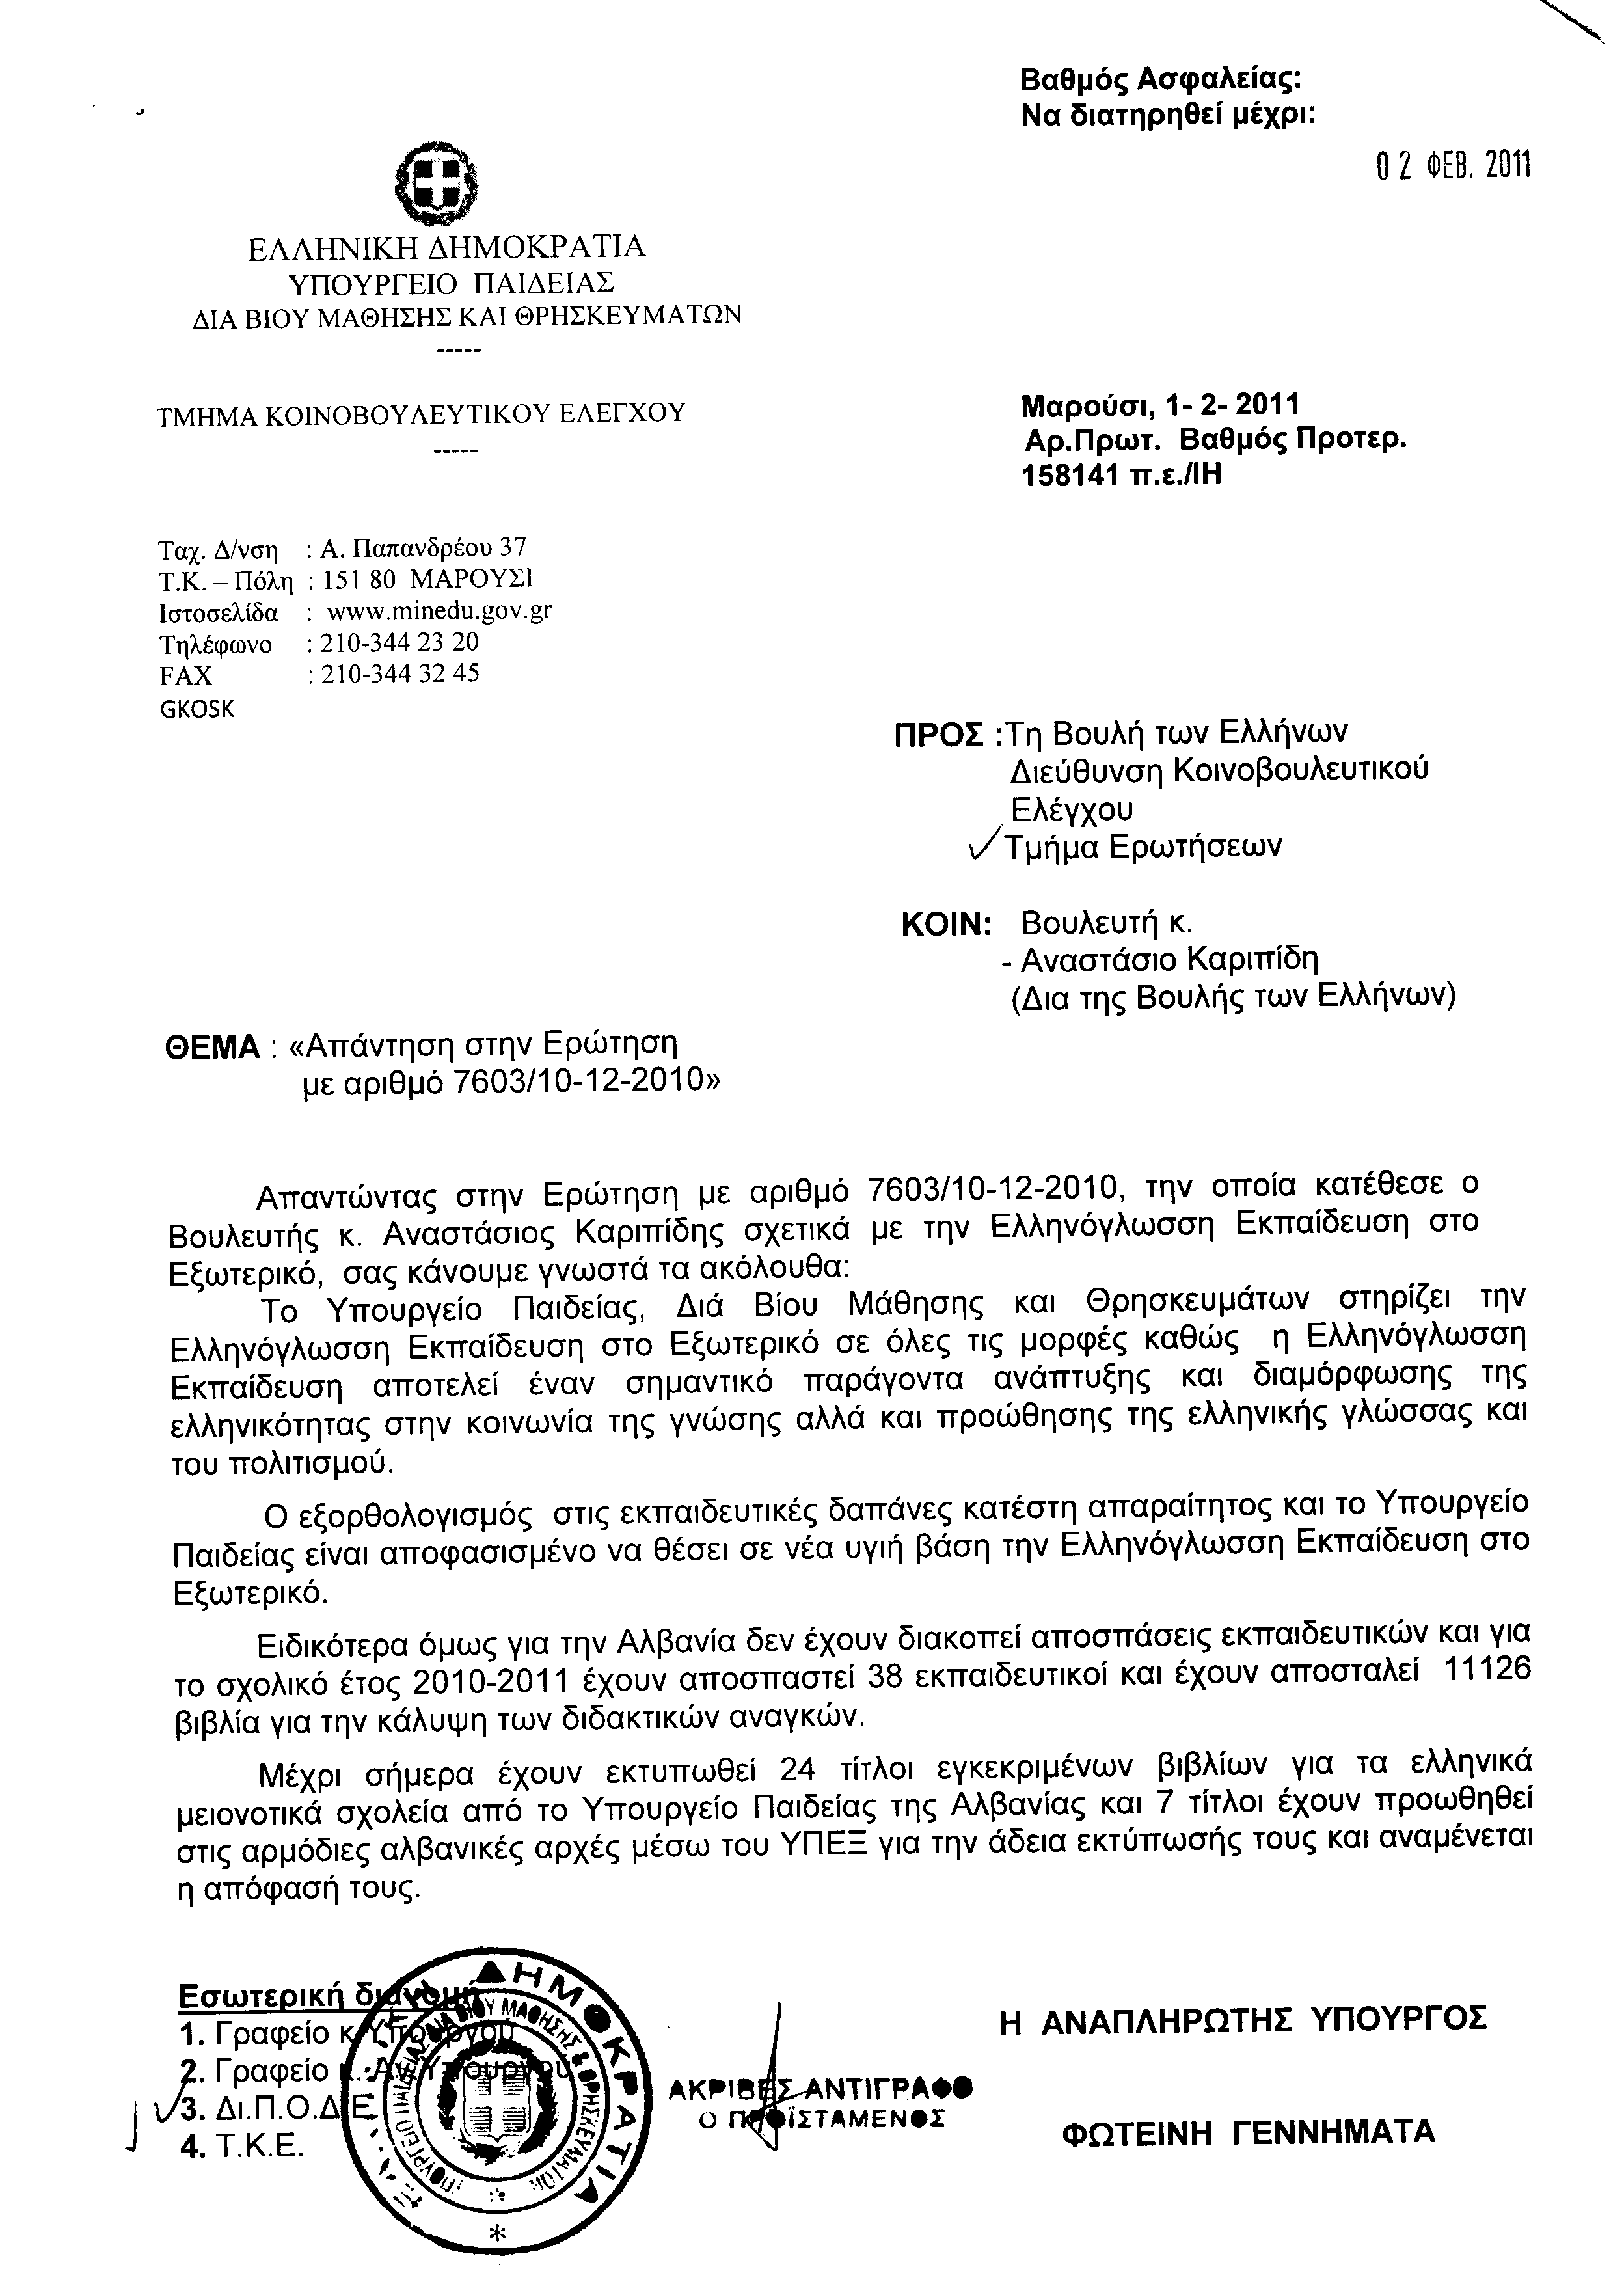 Βαθμός Ασφαλείας:
Να διατηρηθεί μέχρι:
02 ΦΕΒ. 2011
ΕΛΛΗΝΙΚΗ ΔΗΜΟΚΡΑΤΙΑ
ΥΠΟΥΡΓΕΙΟ ΠΑΙΔΕΙΑΣ
ΔΙΑ ΒΙΟΥ ΜΑΘΗΣΗΣ ΚΑΙ ΘΡΗΣΚΕΥΜΑΤΩΝ
-----
ΤΜΗΜΑ ΚΟΙΝΟΒΟΥΛΕΥΤΙΚΟΥ ΕΛΕΓΧΟΥ
-----
Μαρούσι, 1- 2- 2011
Αρ.Πρωτ. Βαθμός Προτερ.
158141 π.ε./ΙΗ
Ταχ. Δ/νση : Α. Παπανδρέου 37
Τ.Κ. – Πόλη : 151 80 ΜΑΡΟΥΣΙ
Ιστοσελίδα : www.minedu.gov.gr
Τηλέφωνο : 210-344 23 20
FAX : 210-344 32 45
GKOSK
ΠΡΟΣ :Τη Βουλή των Ελλήνων
Διεύθυνση Κοινοβουλευτικού
Ελέγχου
Τμήμα Ερωτήσεων
ΚΟΙΝ: Βουλευτή κ.
- Αναστάσιο Καριπίδη
(Δια της Βουλής των Ελλήνων)
ΘΕΜΑ : «Απάντηση στην Ερώτηση
με αριθμό 7603/10-12-2010»
Απαντώντας στην Ερώτηση με αριθμό 7603/10-12-2010, την οποία κατέθεσε ο
Βουλευτής κ. Αναστάσιος Καριπίδης σχετικά με την Ελληνόγλωσση Εκπαίδευση στο
Εξωτερικό, σας κάνουμε γνωστά τα ακόλουθα:
Το Υπουργείο Παιδείας, Διά Βίου Μάθησης και Θρησκευμάτων στηρίζει την
Ελληνόγλωσση Εκπαίδευση στο Εξωτερικό σε όλες τις μορφές καθώς η Ελληνόγλωσση
Εκπαίδευση αποτελεί έναν σημαντικό παράγοντα ανάπτυξης και διαμόρφωσης της
ελληνικότητας στην κοινωνία της γνώσης αλλά και προώθησης της ελληνικής γλώσσας και
του πολιτισμού.
Ο εξορθολογισμός στις εκπαιδευτικές δαπάνες κατέστη απαραίτητος και το Υπουργείο
Παιδείας είναι αποφασισμένο να θέσει σε νέα υγιή βάση την Ελληνόγλωσση Εκπαίδευση στο
Εξωτερικό.
Ειδικότερα όμως για την Αλβανία δεν έχουν διακοπεί αποσπάσεις εκπαιδευτικών και για
το σχολικό έτος 2010-2011 έχουν αποσπαστεί 38 εκπαιδευτικοί και έχουν αποσταλεί 11126
βιβλία για την κάλυψη των διδακτικών αναγκών.
Μέχρι σήμερα έχουν εκτυπωθεί 24 τίτλοι εγκεκριμένων βιβλίων για τα ελληνικά
μειονοτικά σχολεία από το Υπουργείο Παιδείας της Αλβανίας και 7 τίτλοι έχουν προωθηθεί
στις αρμόδιες αλβανικές αρχές μέσω του ΥΠΕΞ για την άδεια εκτύπωσής τους και αναμένεται
η απόφασή τους.
Εσωτερική διανομή
1. Γραφείο κ. Υπουργού
2. Γραφείο κ. Αν. Υπουργού
3. Δι.Π.Ο.Δ.Ε.
4. Τ.Κ.Ε.
ΔΗΜΟΚΡΑΤΙΑ
ΑΚΡΙΒΕΣ ΑΝΤΙΓΡΑΦΟ
Ο ΠΡΟΪΣΤΑΜΕΝΟΣ
Η ΑΝΑΠΛΗΡΩΤΗΣ ΥΠΟΥΡΓΟΣ
ΦΩΤΕΙΝΗ ΓΕΝΝΗΜΑΤΑ